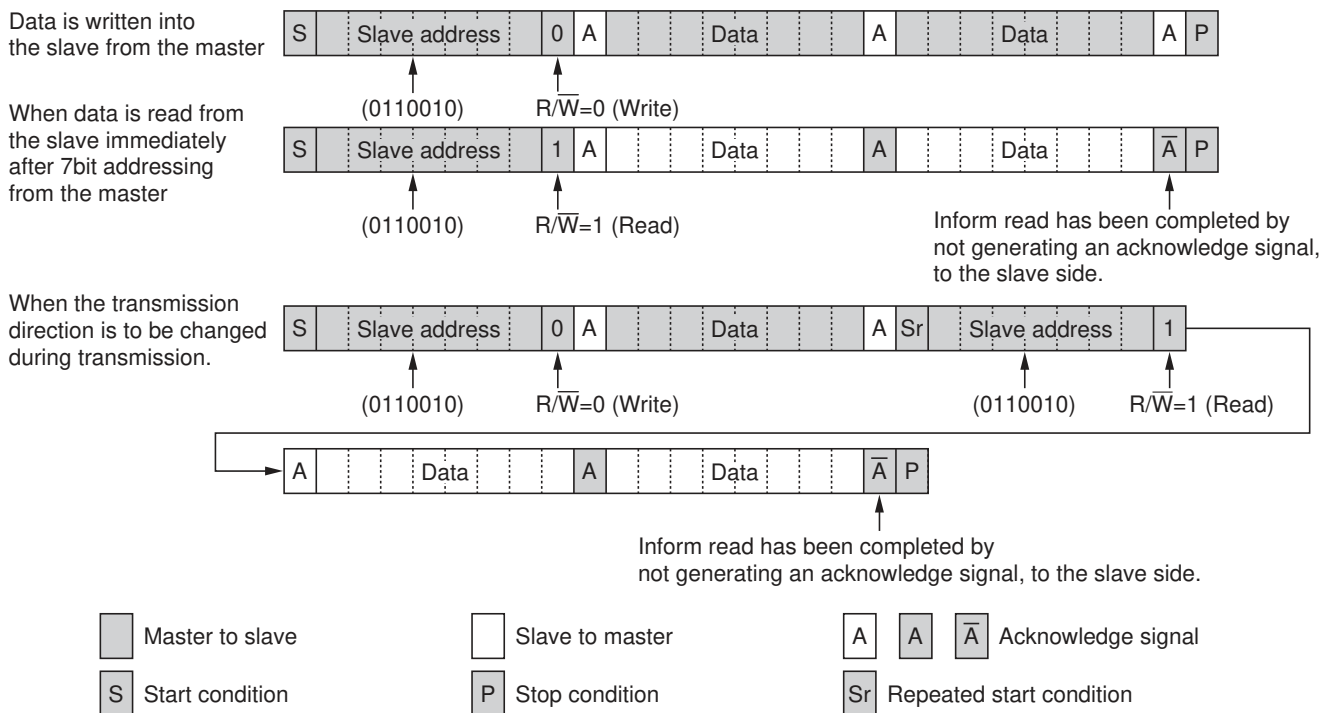 Data is written into
the slave from the master
S Slave address 0 A Data A Data A P
(0110010) R/W̅=0 (Write)
When data is read from
the slave immediately
after 7bit addressing
from the master
S Slave address 1 A Data A Data A̅ P
(0110010) R/W̅=1 (Read)
Inform read has been completed by
not generating an acknowledge signal,
to the slave side.
When the transmission
direction is to be changed
during transmission.
S Slave address 0 A Data A Sr Slave address 1
(0110010) R/W̅=0 (Write) (0110010) R/W̅=1 (Read)
A Data A Data A̅ P
Inform read has been completed by
not generating an acknowledge signal, to the slave side.
Master to slave Slave to master A A A̅ Acknowledge signal
S Start condition P Stop condition Sr Repeated start condition